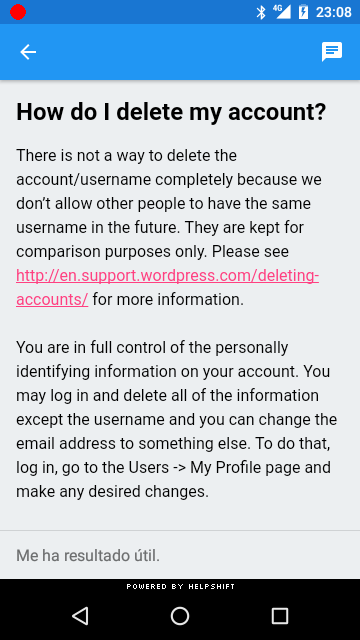 4G 23:08
How do I delete my account?
There is not a way to delete the
account/username completely because we
don't allow other people to have the same
username in the future. They are kept for
comparison purposes only. Please see
http://en.support.wordpress.com/deleting-
accounts/ for more information.
You are in full control of the personally
identifying information on your account. You
may log in and delete all of the information
except the username and you can change the
email address to something else. To do that,
log in, go to the Users -> My Profile page and
make any desired changes.
Me ha resultado útil.
POWERED BY HELPSHIFT